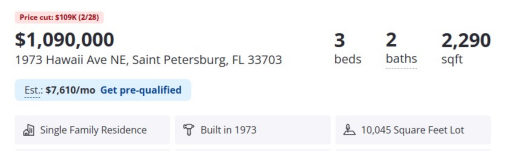 Price cut: $109K (2/28)
$1,090,000
3 2 2,290
1973 Hawaii Ave NE, Saint Petersburg, FL 33703
beds baths sqft
Est.: $7,610/mo Get pre-qualified
Single Family Residence
Built in 1973
10,045 Square Feet Lot